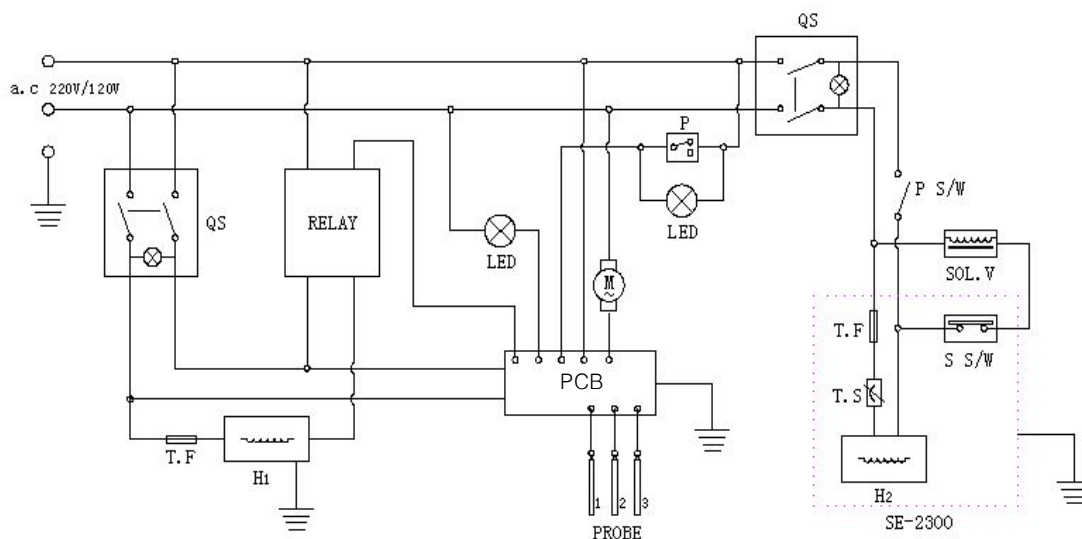 QS
a.c 220V/120V
P
QS
RELAY
P S/W
LED
LED
SOL.V
M
~
T.F
S S/W
PCB
T.S
T.F
H1
1 2 3
H2
PROBE
SE-2300